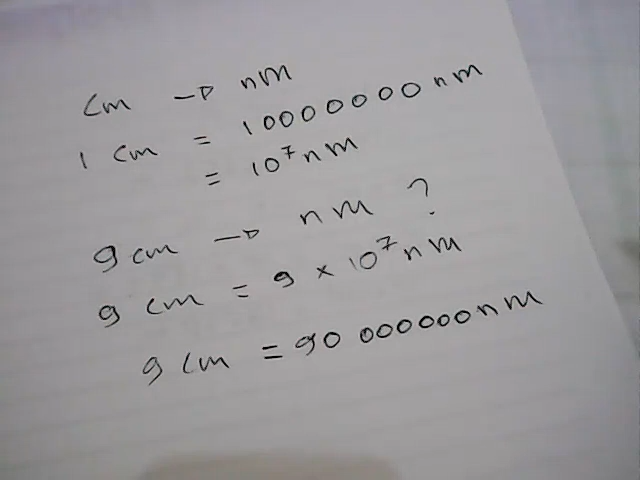 cm → nm
1 cm = 10000000 nm
= 10⁷ nm
9 cm → nm ?
9 cm = 9 × 10⁷ nm
9 cm = 90 000000 nm